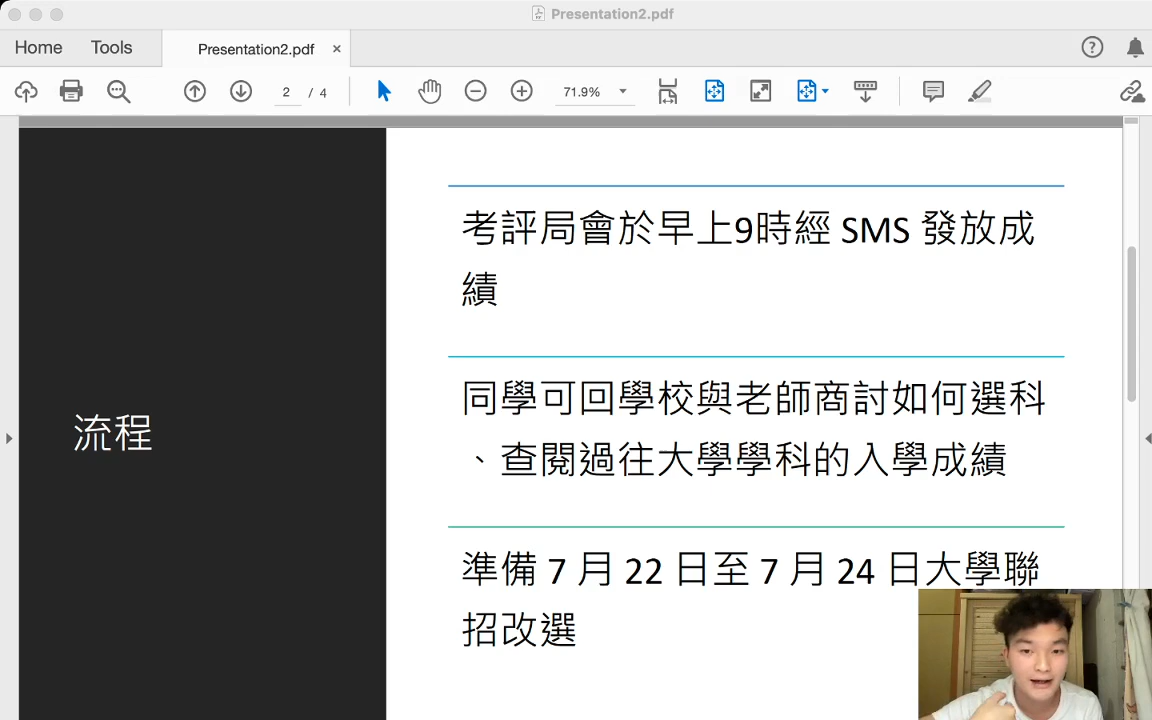 Presentation2.pdf
Home Tools Presentation2.pdf ×
2 / 4 71.9%
考評局會於早上9時經 SMS 發放成
績
同學可回學校與老師商討如何選科
、查閱過往大學學科的入學成績
流程
準備 7 月 22 日至 7 月 24 日大學聯
招改選